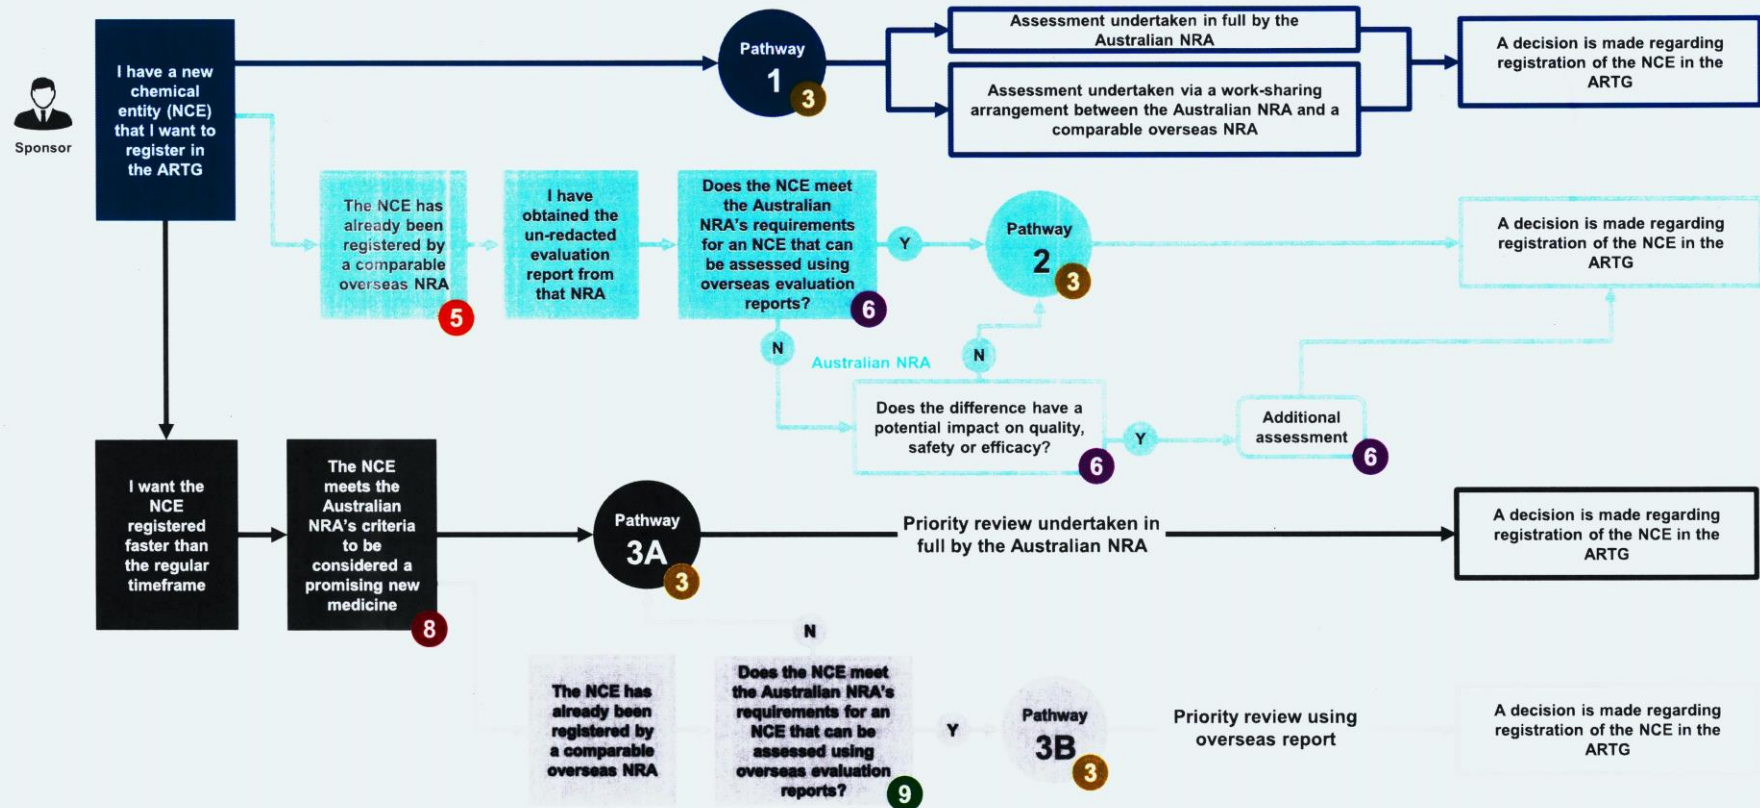 Sponsor
I have a new
chemical
entity (NCE)
that I want to
register in
the ARTG
Pathway
1
3
Assessment undertaken in full by the
Australian NRA
Assessment undertaken via a work-sharing
arrangement between the Australian NRA and a
comparable overseas NRA
A decision is made regarding
registration of the NCE in the
ARTG
The NCE has
already been
registered by
a comparable
overseas NRA
5
I have
obtained the
un-redacted
evaluation
report from
that NRA
Does the NCE meet
the Australian
NRA's requirements
for an NCE that can
be assessed using
overseas evaluation
reports?
6
Y
Pathway
2
3
A decision is made regarding
registration of the NCE in the
ARTG
N
Australian NRA
N
Does the difference have a
potential impact on quality,
safety or efficacy?
6
Y
Additional
assessment
6
I want the
NCE
registered
faster than
the regular
timeframe
The NCE
meets the
Australian
NRA's criteria
to be
considered a
promising new
medicine
8
Pathway
3A
3
Priority review undertaken in
full by the Australian NRA
A decision is made regarding
registration of the NCE in the
ARTG
N
The NCE has
already been
registered by
a comparable
overseas NRA
Does the NCE meet
the Australian NRA's
requirements for an
NCE that can be
assessed using
overseas evaluation
reports?
9
Y
Pathway
3B
3
Priority review using
overseas report
A decision is made regarding
registration of the NCE in the
ARTG